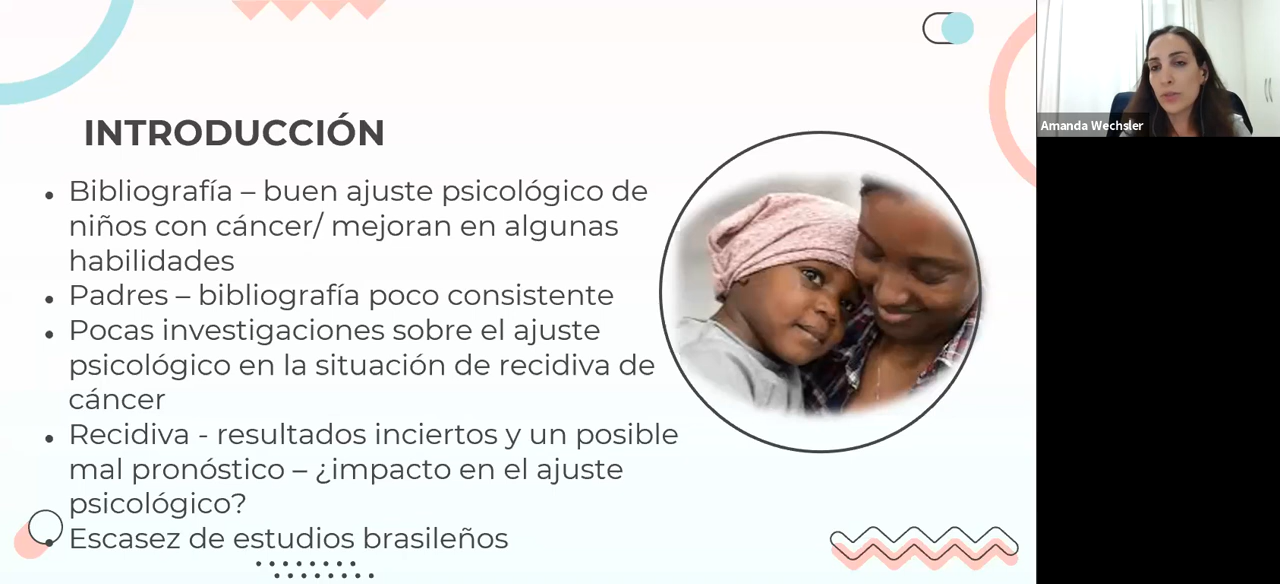 INTRODUCCIÓN
Bibliografía – buen ajuste psicológico de
niños con cáncer/ mejoran en algunas
habilidades
Padres – bibliografía poco consistente
Pocas investigaciones sobre el ajuste
psicológico en la situación de recidiva de
cáncer
Recidiva - resultados inciertos y un posible
mal pronóstico – ¿impacto en el ajuste
psicológico?
Escasez de estudios brasileños
Amanda Wechsler